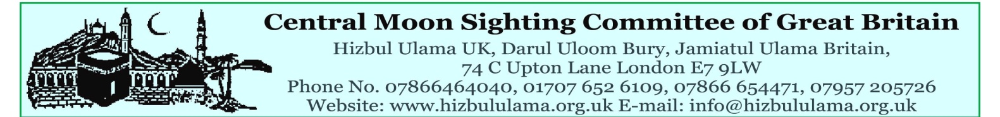 Central Moon Sighting Committee of Great Britain
Hizbul Ulama UK, Darul Uloom Bury, Jamiatul Ulama Britain,
74 C Upton Lane London E7 9LW
Phone No. 07866464040, 01707 652 6109, 07866 654471, 07957 205726
Website: www.hizbululama.org.uk E-mail: info@hizbululama.org.uk